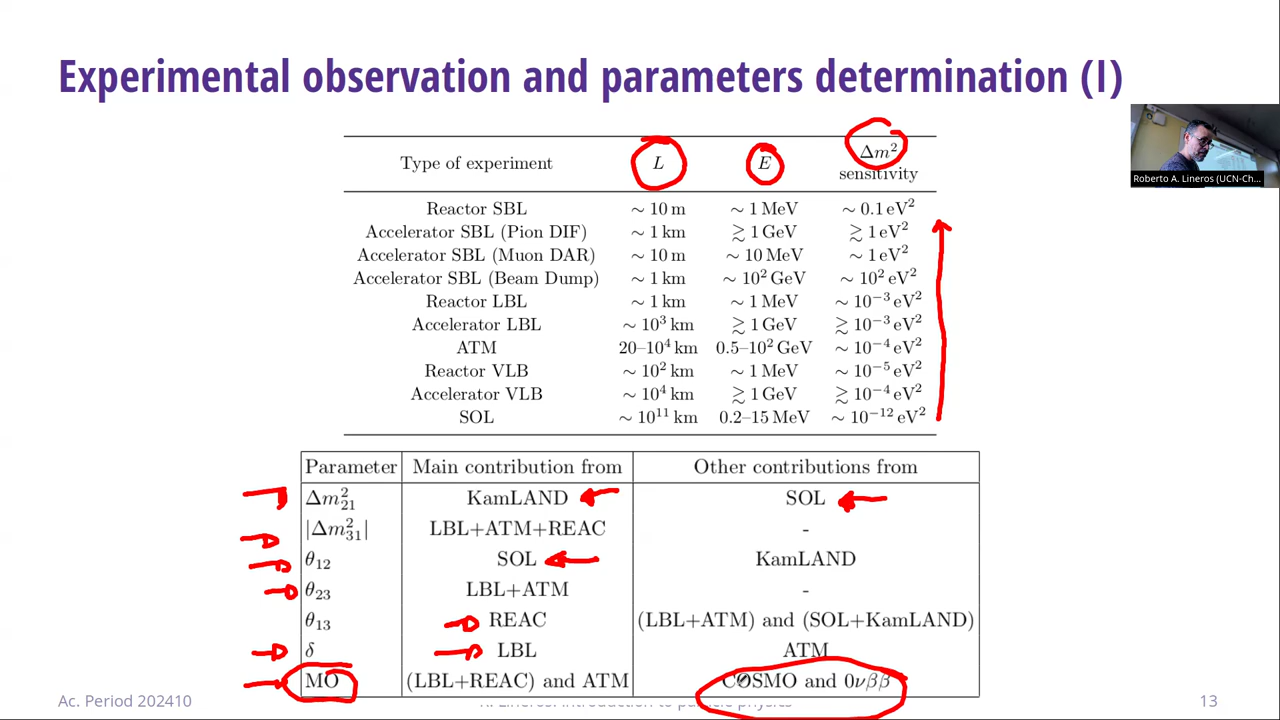 Experimental observation and parameters determination (I)
Roberto A. Lineros (UCN-Ch...
Type of experiment L E Δm² sensitivity
Reactor SBL ∼ 10 m ∼ 1 MeV ∼ 0.1 eV²
Accelerator SBL (Pion DIF) ∼ 1 km ≳ 1 GeV ≳ 1 eV²
Accelerator SBL (Muon DAR) ∼ 10 m ∼ 10 MeV ∼ 1 eV²
Accelerator SBL (Beam Dump) ∼ 1 km ∼ 10² GeV ∼ 10² eV²
Reactor LBL ∼ 1 km ∼ 1 MeV ∼ 10⁻³ eV²
Accelerator LBL ∼ 10³ km ≳ 1 GeV ≳ 10⁻³ eV²
ATM 20–10⁴ km 0.5–10² GeV ∼ 10⁻⁴ eV²
Reactor VLB ∼ 10² km ∼ 1 MeV ∼ 10⁻⁵ eV²
Accelerator VLB ∼ 10⁴ km ≳ 1 GeV ≳ 10⁻⁴ eV²
SOL ∼ 10¹¹ km 0.2–15 MeV ∼ 10⁻¹² eV²
Parameter Main contribution from Other contributions from
Δm²₂₁ KamLAND SOL
|Δm²₃₁| LBL+ATM+REAC -
θ₁₂ SOL KamLAND
θ₂₃ LBL+ATM -
θ₁₃ REAC (LBL+ATM) and (SOL+KamLAND)
δ LBL ATM
MO (LBL+REAC) and ATM COSMO and 0νββ
Ac. Period 202410 R. Lineros: Introduction to particle physics 13